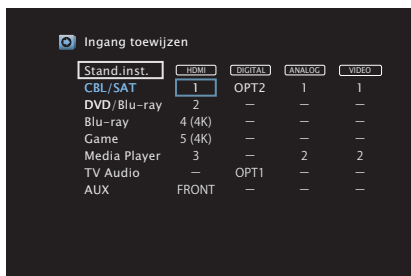 Ingang toewijzen
Stand.inst. HDMI DIGITAL ANALOG VIDEO
CBL/SAT 1 OPT2 1 1
DVD/Blu-ray 2 — — —
Blu-ray 4 (4K) — — —
Game 5 (4K) — — —
Media Player 3 — 2 2
TV Audio — OPT1 — —
AUX FRONT — — —